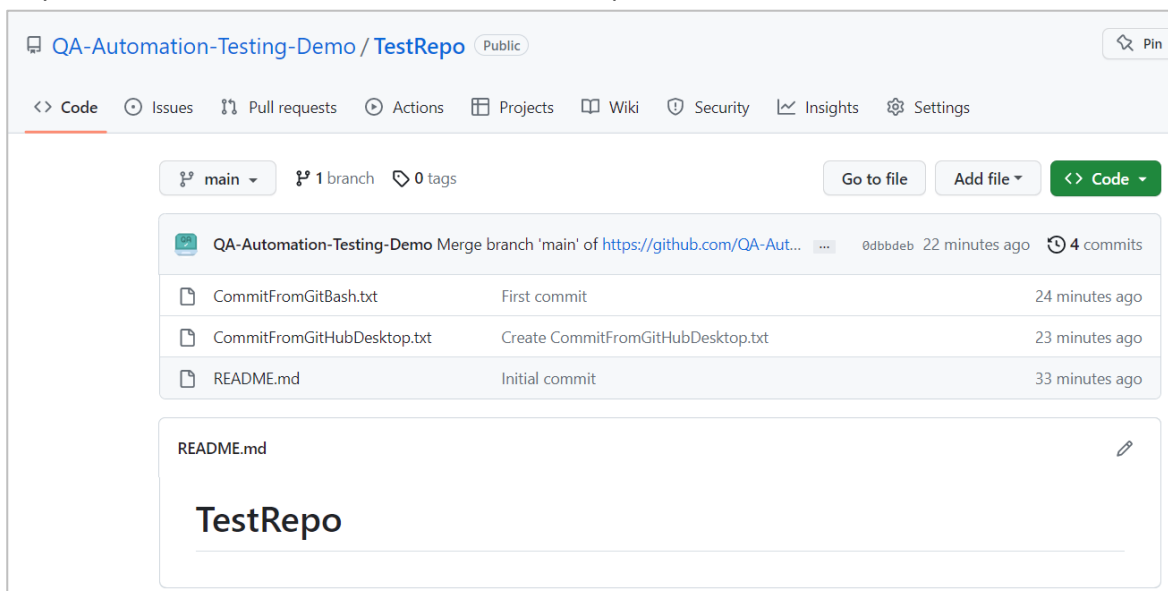 QA-Automation-Testing-Demo / TestRepo Public Pin
Code Issues Pull requests Actions Projects Wiki Security Insights Settings
main 1 branch 0 tags Go to file Add file Code
QA-Automation-Testing-Demo Merge branch 'main' of https://github.com/QA-Aut... ... 0dbbdeb 22 minutes ago 4 commits
CommitFromGitBash.txt First commit 24 minutes ago
CommitFromGitHubDesktop.txt Create CommitFromGitHubDesktop.txt 23 minutes ago
README.md Initial commit 33 minutes ago
README.md
TestRepo